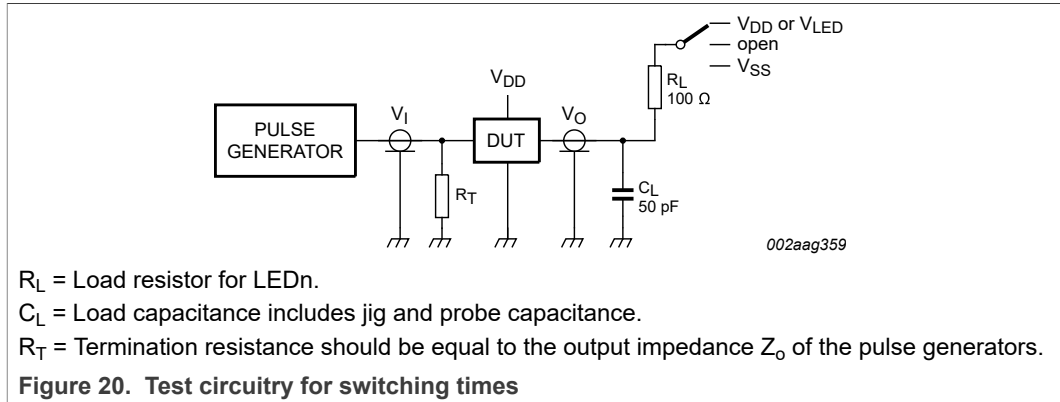 V_DD or V_LED
open
V_SS
R_L
100 Ω
V_DD
V_I
V_O
PULSE
GENERATOR
DUT
R_T
C_L
50 pF
002aag359
R_L = Load resistor for LEDn.
C_L = Load capacitance includes jig and probe capacitance.
R_T = Termination resistance should be equal to the output impedance Z_o of the pulse generators.
Figure 20. Test circuitry for switching times